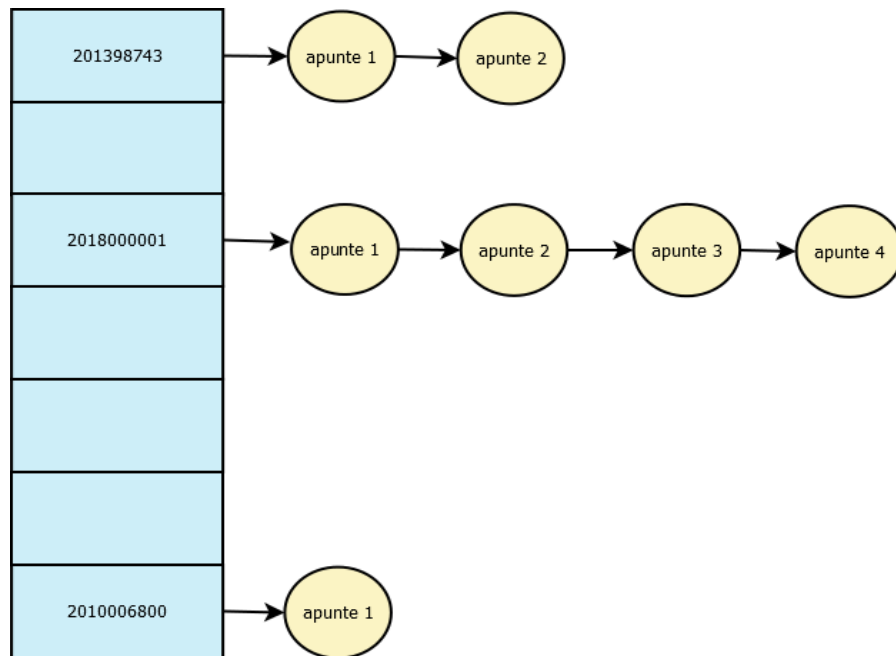 201398743
apunte 1
apunte 2
2018000001
apunte 1
apunte 2
apunte 3
apunte 4
2010006800
apunte 1